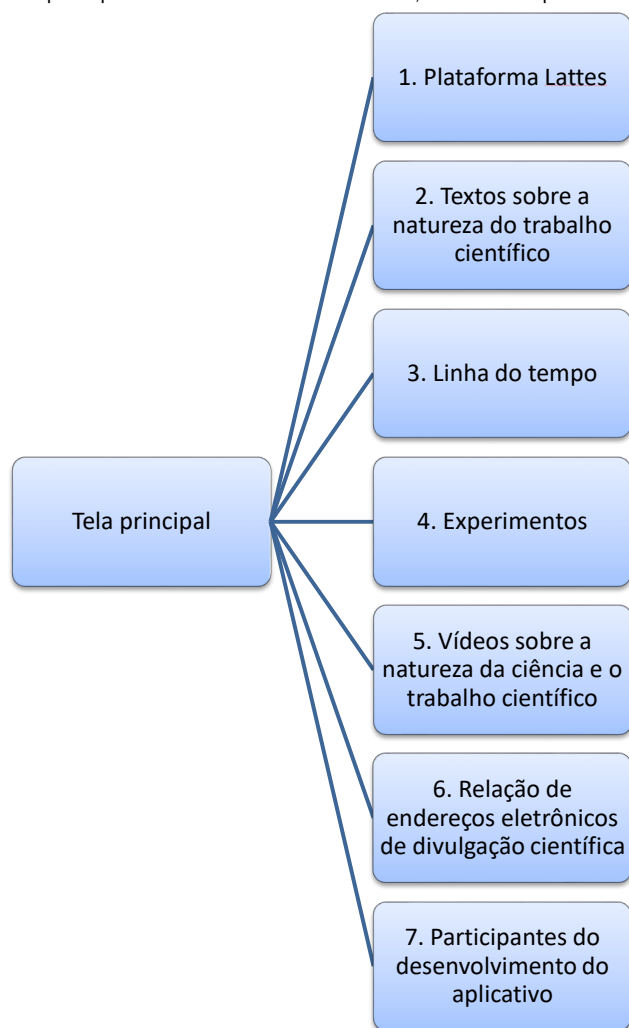 1. Plataforma Lattes
2. Textos sobre a
natureza do trabalho
científico
3. Linha do tempo
Tela principal
4. Experimentos
5. Vídeos sobre a
natureza da ciência e o
trabalho científico
6. Relação de
endereços eletrônicos
de divulgação científica
7. Participantes do
desenvolvimento do
aplicativo